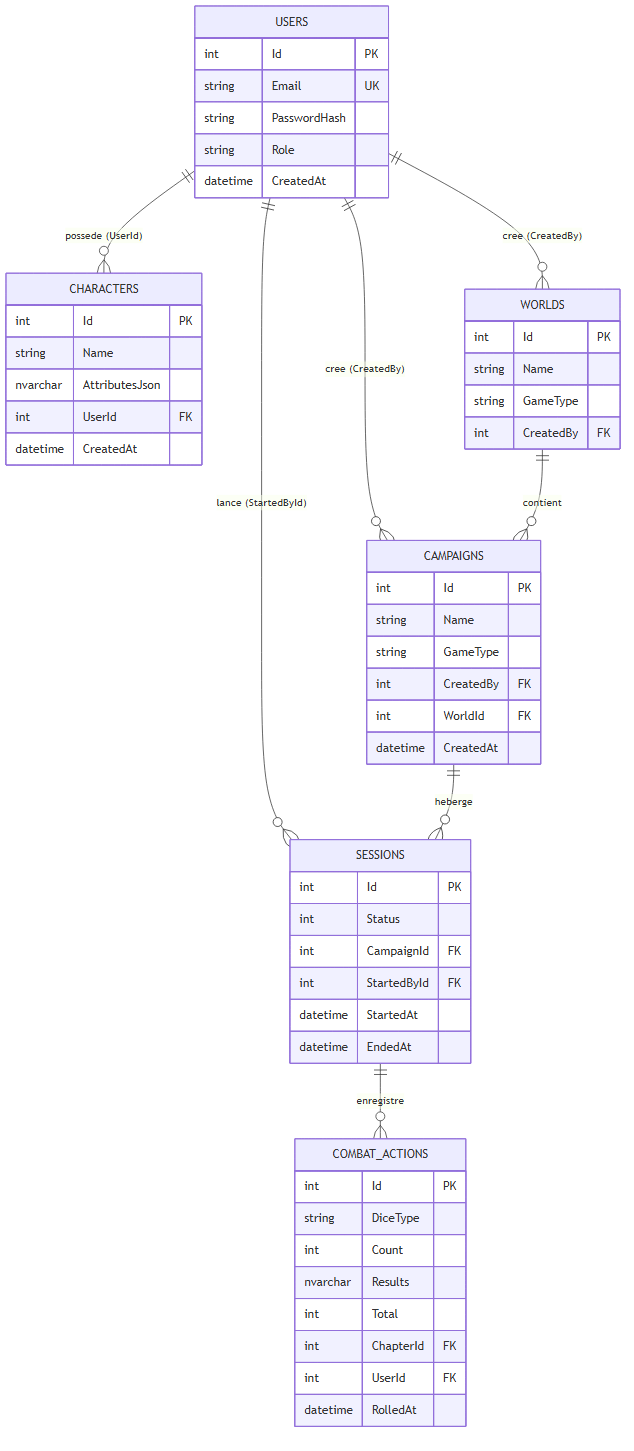 USERS
int Id PK
string Email UK
string PasswordHash
string Role
datetime CreatedAt
possede (UserId)
cree (CreatedBy)
CHARACTERS
int Id PK
string Name
nvarchar AttributesJson
int UserId FK
datetime CreatedAt
WORLDS
int Id PK
string Name
string GameType
int CreatedBy FK
cree (CreatedBy)
lance (StartedById)
contient
CAMPAIGNS
int Id PK
string Name
string GameType
int CreatedBy FK
int WorldId FK
datetime CreatedAt
heberge
SESSIONS
int Id PK
int Status
int CampaignId FK
int StartedById FK
datetime StartedAt
datetime EndedAt
enregistre
COMBAT_ACTIONS
int Id PK
string DiceType
int Count
nvarchar Results
int Total
int ChapterId FK
int UserId FK
datetime RolledAt